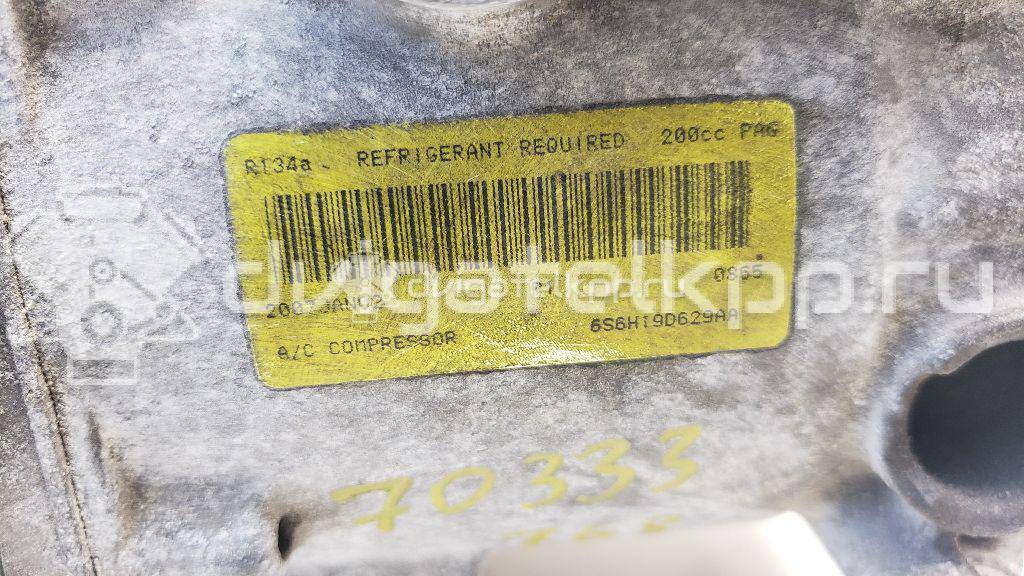 R134a REFRIGERANT REQUIRED 200cc PAG
0865
A/C COMPRESSOR 6S6H19D629AA
dvigatelkpp.ru
70333